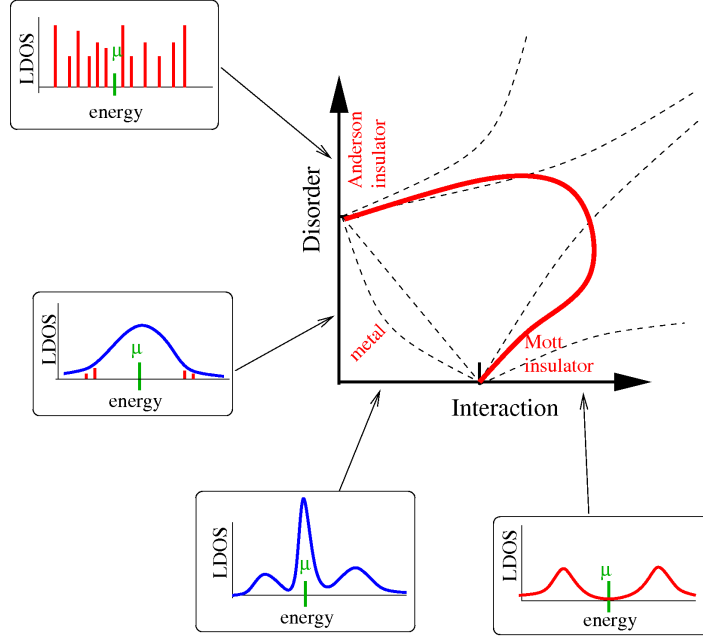 LDOS
μ
energy
Disorder
Anderson
insulator
LDOS
μ
energy
metal
Mott
insulator
Interaction
LDOS
μ
energy
LDOS
μ
energy